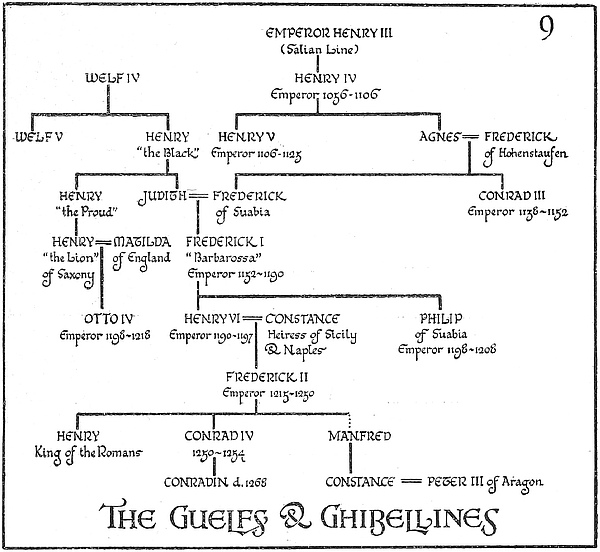 9
EMPEROR HENRY III
(Salian Line)
WELF IV
HENRY IV
Emperor 1056-1106
WELF V
HENRY
"the Black"
HENRY V
Emperor 1106-1125
AGNES = FREDERICK
of Hohenstaufen
HENRY
"the Proud"
JUDITH = FREDERICK
of Suabia
CONRAD III
Emperor 1138~1152
HENRY = MATILDA
"the Lion" of England
of Saxony
FREDERICK I
"Barbarossa"
Emperor 1152~1190
OTTO IV
Emperor 1198~1218
HENRY VI = CONSTANCE
Emperor 1190~1197 Heiress of Sicily
& Naples
PHILIP
of Suabia
Emperor 1198~1208
FREDERICK II
Emperor 1215~1250
HENRY
King of the Romans
CONRAD IV
1250~1254
MANFRED
CONRADIN d. 1268
CONSTANCE = PETER III of Aragon
THE GUELFS & GHIBELLINES